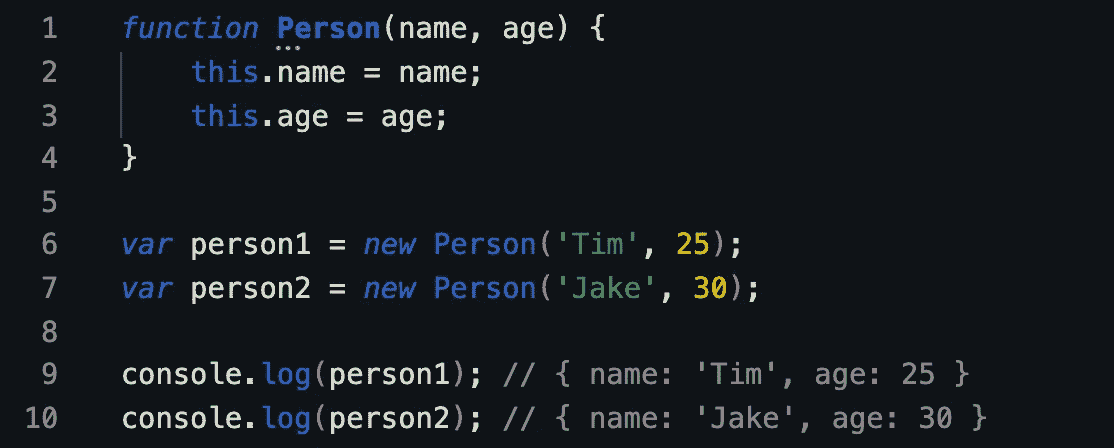 1 function Person(name, age) {
2     this.name = name;
3     this.age = age;
4 }
5
6 var person1 = new Person('Tim', 25);
7 var person2 = new Person('Jake', 30);
8
9 console.log(person1); // { name: 'Tim', age: 25 }
10 console.log(person2); // { name: 'Jake', age: 30 }